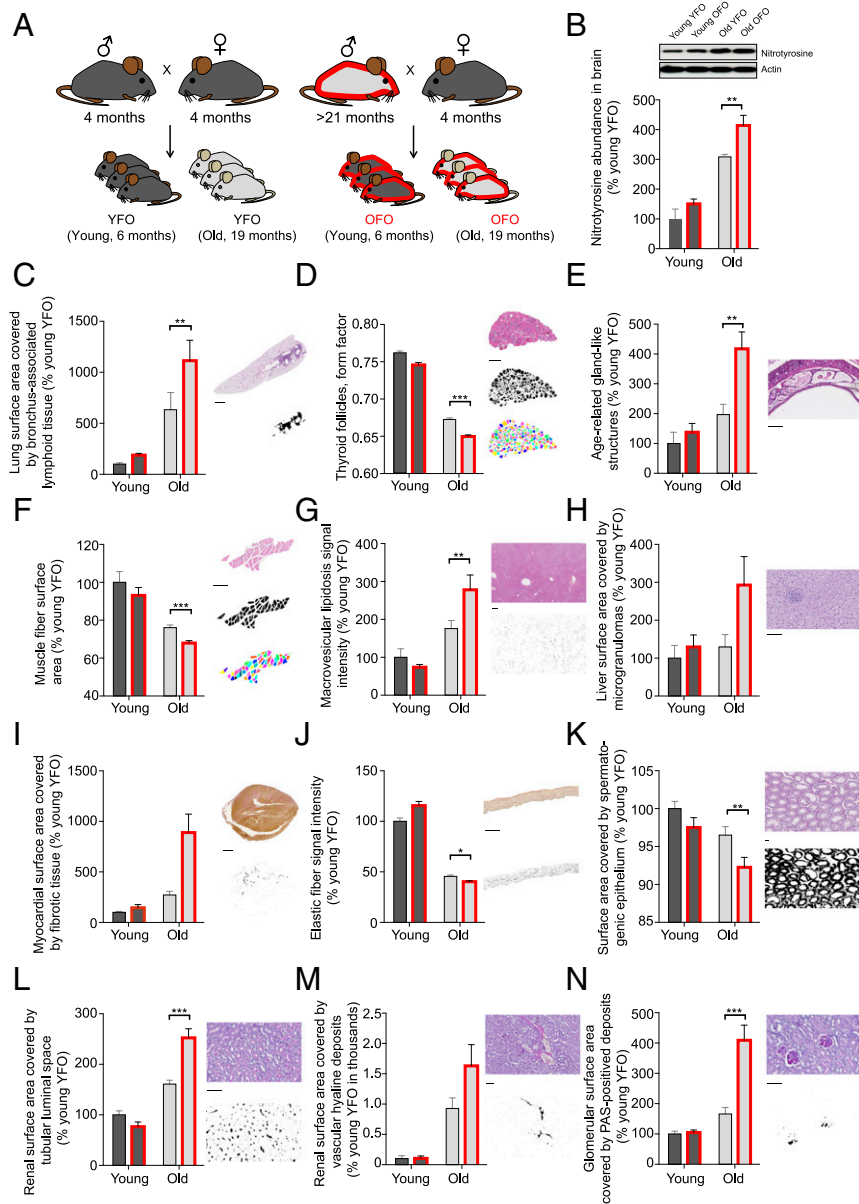 A
♂ ♀ ♂ ♀
X X
4 months 4 months >21 months 4 months
YFO YFO OFO OFO
(Young, 6 months) (Old, 19 months) (Young, 6 months) (Old, 19 months)
B
Young YFO
Young OFO
Old YFO
Old OFO
Nitrotyrosine
Actin
Nitrotyrosine abundance in brain
(% young YFO)
500
400
300
200
100
0
**
Young Old
C
Lung surface area covered
by bronchus-associated
lymphoid tissue (% young YFO)
1500
1000
500
0
**
Young Old
D
Thyroid follicles, form factor
0.80
0.75
0.70
0.65
0.60
***
Young Old
E
Age-related gland-like
structures (% young YFO)
500
400
300
200
100
0
**
Young Old
F
Muscle fiber surface
area (% young YFO)
120
100
80
60
40
***
Young Old
G
Macrovesicular lipidosis signal
intensity (% young YFO)
400
300
200
100
0
**
Young Old
H
Liver surface area covered by
microgranulomas (% young YFO)
400
300
200
100
0
Young Old
I
Myocardial surface area covered
by fibrotic tissue (% young YFO)
1500
1000
500
0
Young Old
J
Elastic fiber signal intensity
(% young YFO)
150
100
50
0
*
Young Old
K
Surface area covered by spermato-
genic epithelium (% young YFO)
105
100
95
90
85
**
Young Old
L
Renal surface area covered by
tubular luminal space
(% young YFO)
300
200
100
0
***
Young Old
M
Renal surface area covered by
vascular hyaline deposits
(% young YFO in thousands)
2.5
2.0
1.5
1.0
0.5
0
Young Old
N
Glomerular surface area
covered by PAS-positived deposits
(% young YFO)
500
400
300
200
100
0
***
Young Old